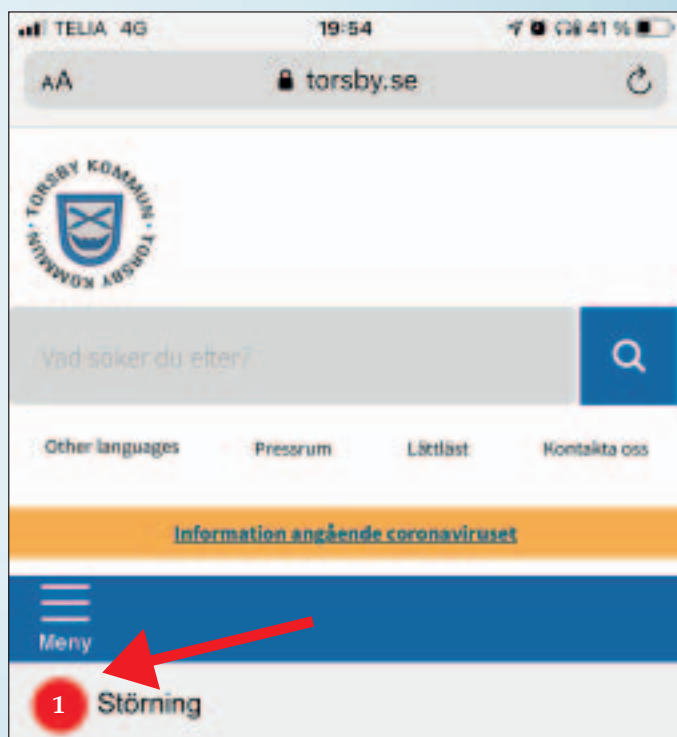 TELIA 4G 19:54 41 %
AA torsby.se
TORSBY KOMMUN · TORSBY KOMMUN ·
Vad söker du efter?
Other languages Pressrum Lättläst Kontakta oss
Information angående coronaviruset
Meny
1 Störning